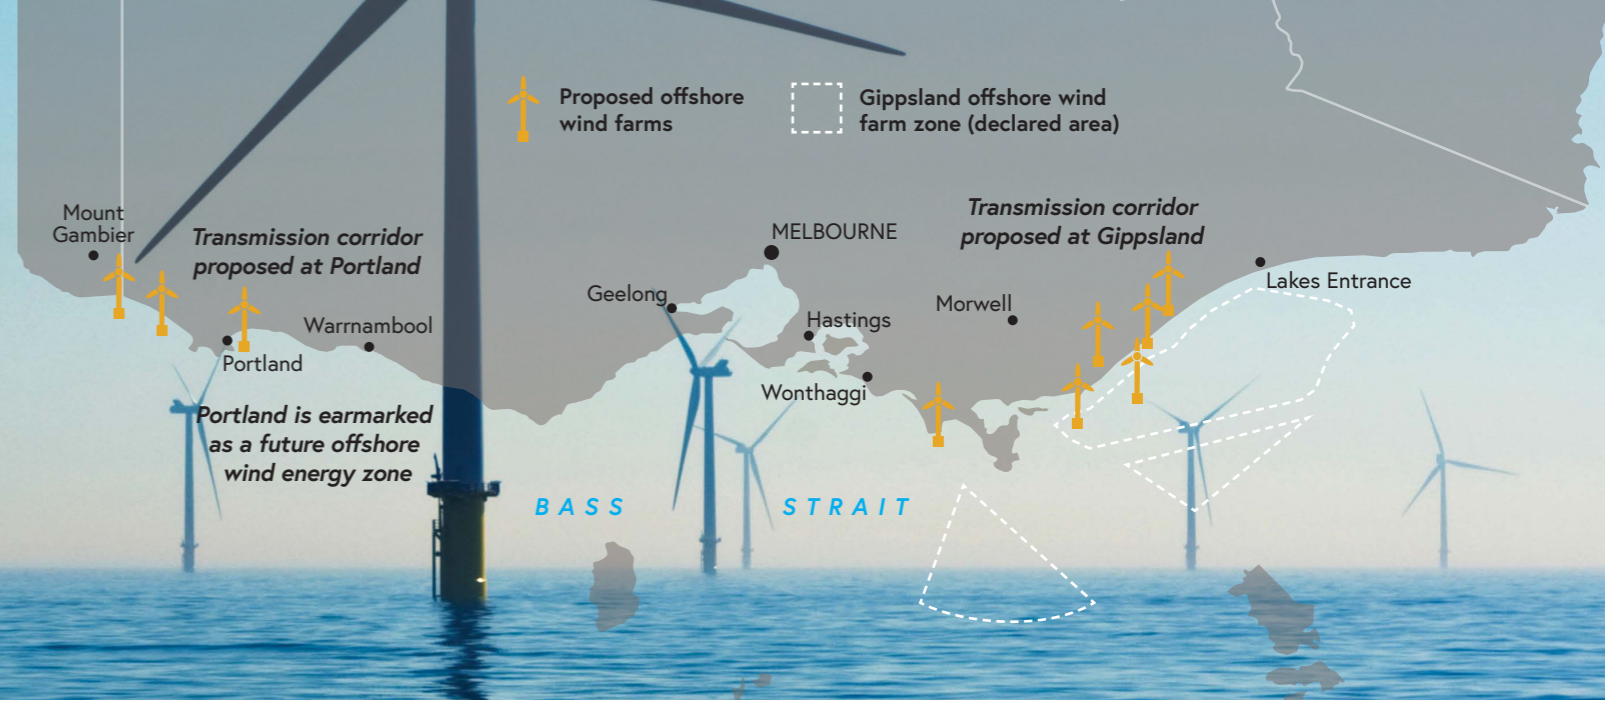 Proposed offshore
wind farms
Gippsland offshore wind
farm zone (declared area)
Mount
Gambier
Transmission corridor
proposed at Portland
MELBOURNE
Transmission corridor
proposed at Gippsland
Geelong
Hastings
Morwell
Lakes Entrance
Warrnambool
Portland
Wonthaggi
Portland is earmarked
as a future offshore
wind energy zone
BASS STRAIT